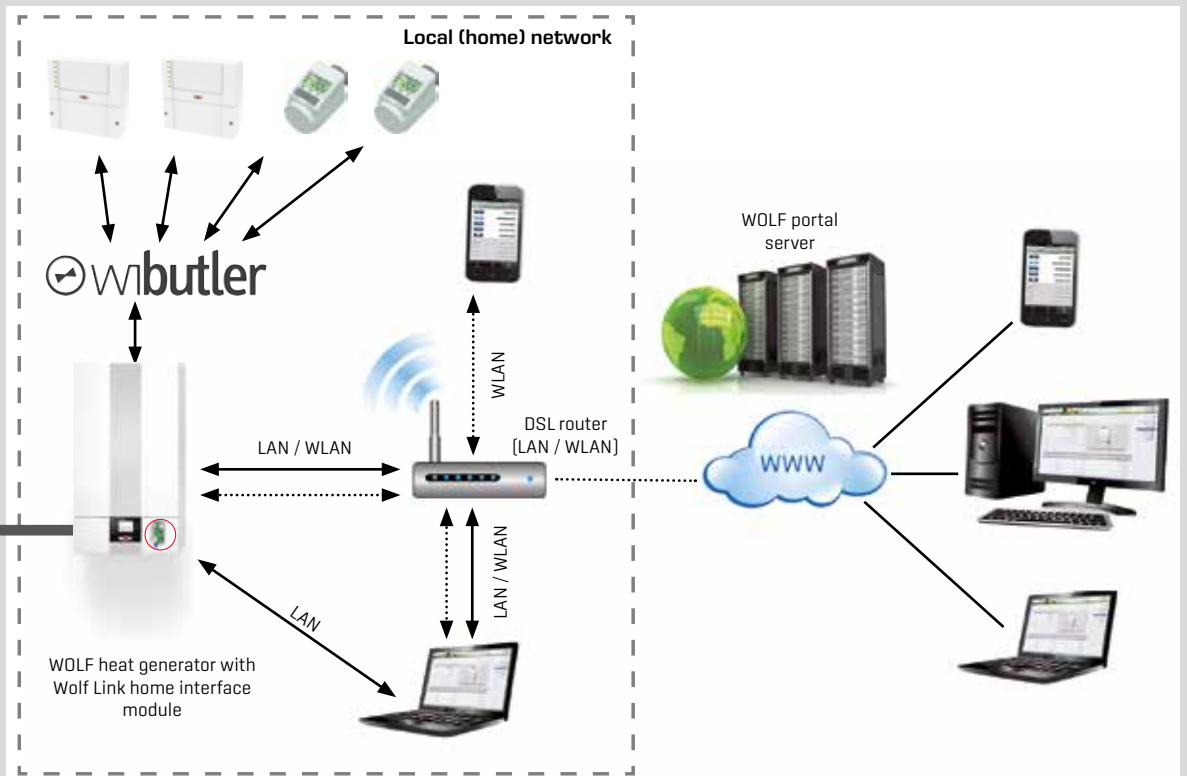 Local (home) network
wibutler
WOLF portal
server
WLAN
DSL router
(LAN / WLAN)
LAN / WLAN
WWW
LAN / WLAN
LAN
WOLF heat generator with
Wolf Link home interface
module